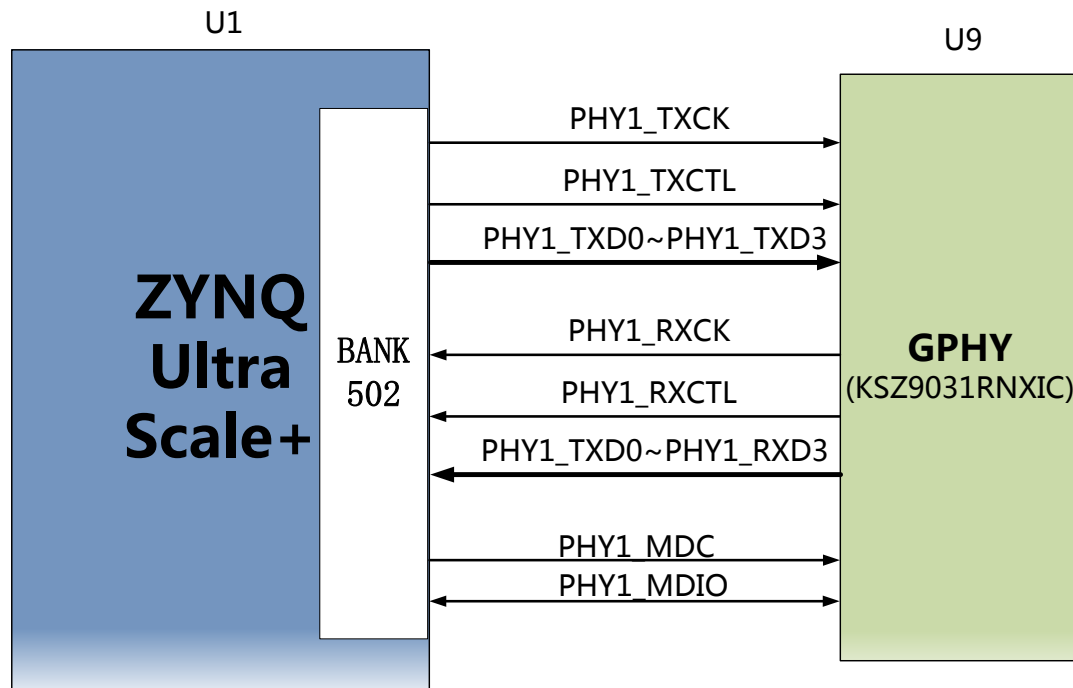 U1
U9
ZYNQ
Ultra
Scale+
BANK
502
PHY1_TXCK
PHY1_TXCTL
PHY1_TXD0~PHY1_TXD3
PHY1_RXCK
PHY1_RXCTL
PHY1_TXD0~PHY1_RXD3
PHY1_MDC
PHY1_MDIO
GPHY
(KSZ9031RNXIC)